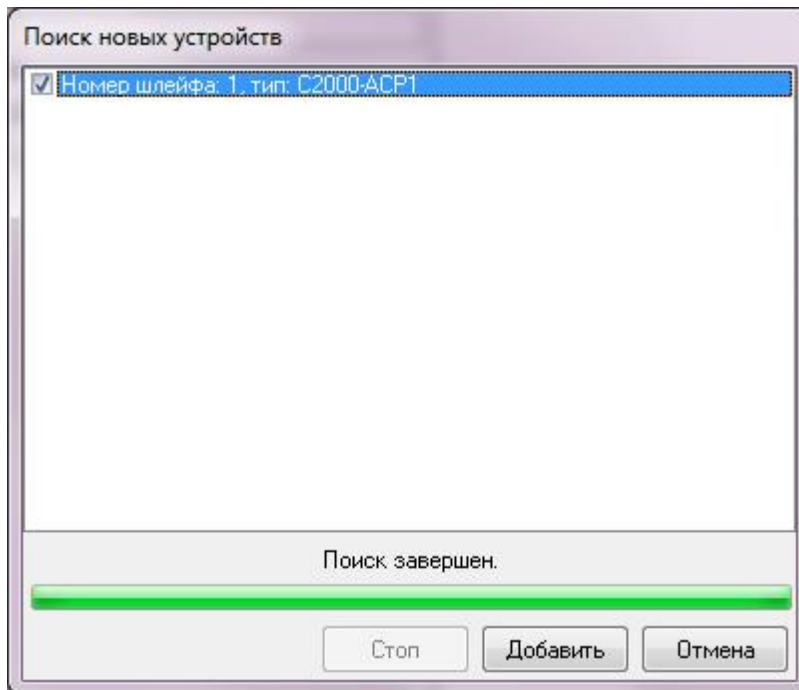 Поиск новых устройств
Номер шлейфа: 1, тип: С2000-АСР1
Поиск завершен.
Стоп
Добавить
Отмена